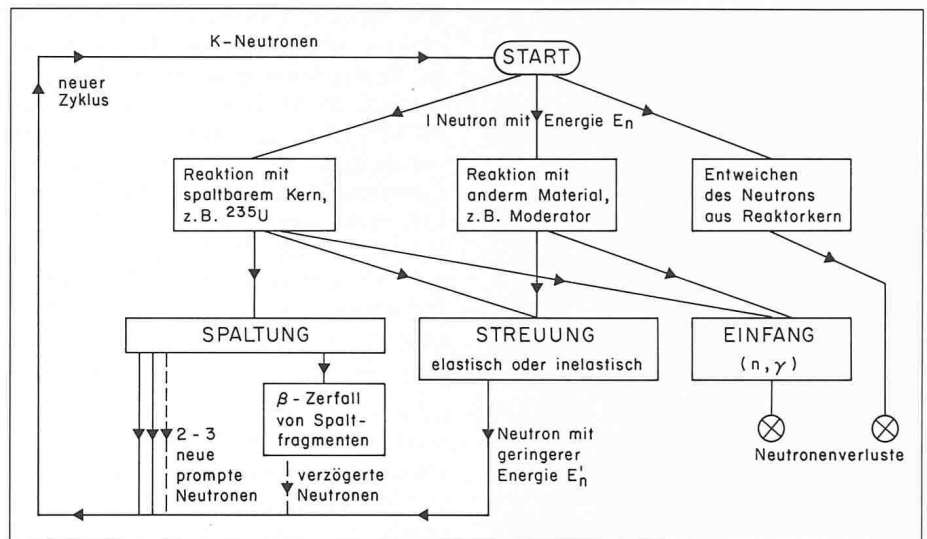 K-Neutronen
START
neuer
Zyklus
1 Neutron mit Energie Eₙ
Reaktion mit
spaltbarem Kern,
z.B. ²³⁵U
Reaktion mit
anderm Material,
z.B. Moderator
Entweichen
des Neutrons
aus Reaktorkern
SPALTUNG
STREUUNG
elastisch oder inelastisch
EINFANG
(n,γ)
β-Zerfall
von Spalt-
fragmenten
2-3
neue
prompte
Neutronen
verzögerte
Neutronen
Neutron mit
geringerer
Energie E'ₙ
Neutronenverluste